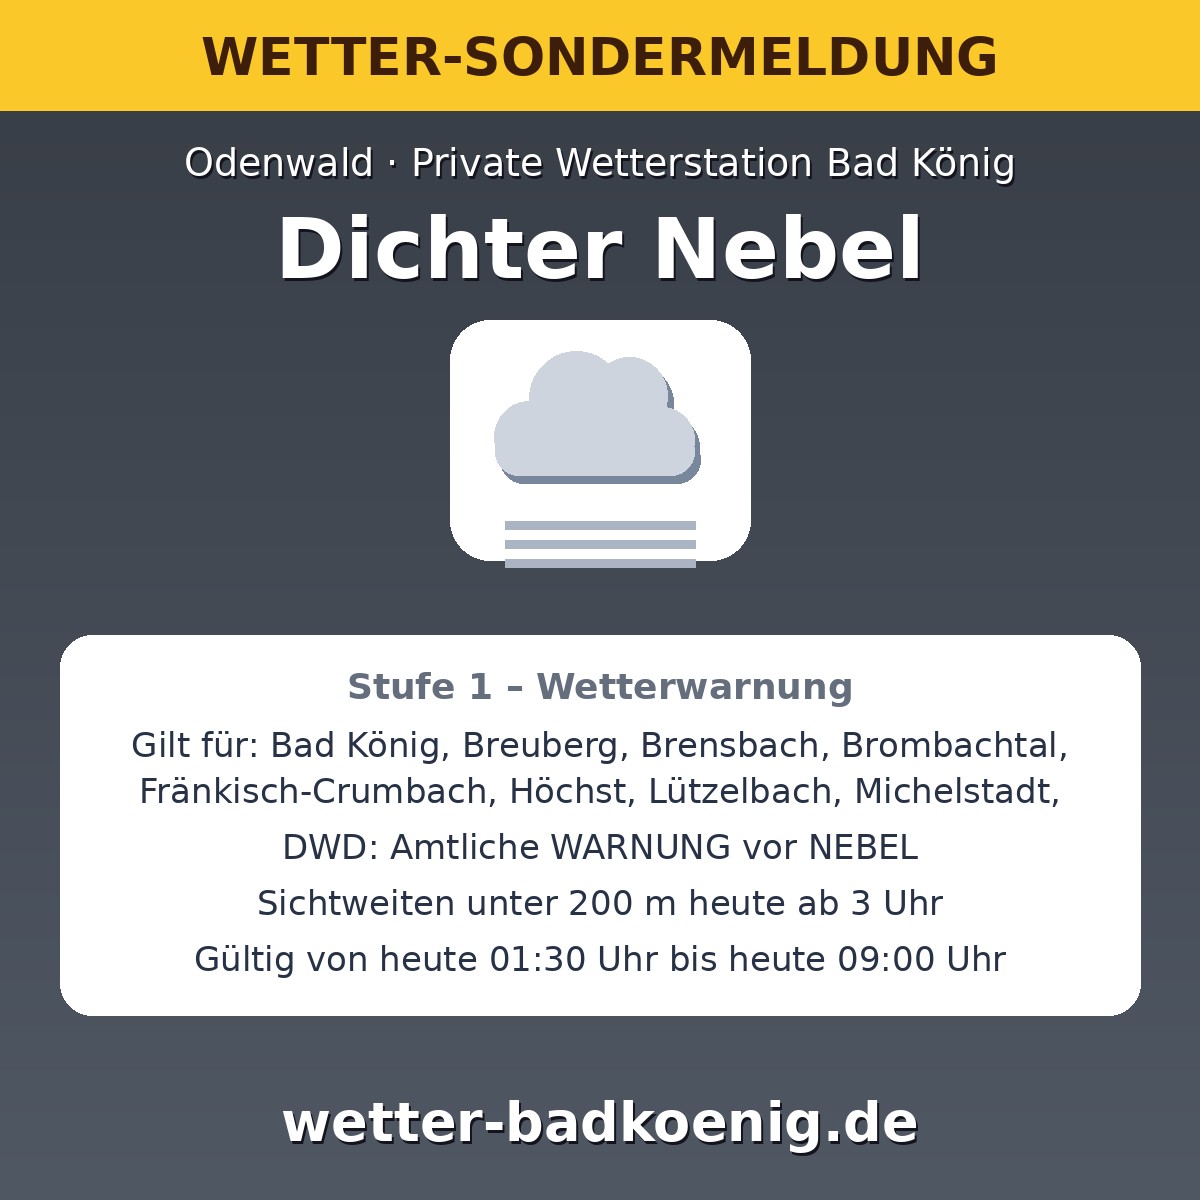 WETTER-SONDERMELDUNG
Odenwald · Private Wetterstation Bad König
Dichter Nebel
Stufe 1 – Wetterwarnung
Gilt für: Bad König, Breuberg, Brensbach, Brombachtal,
Fränkisch-Crumbach, Höchst, Lützelbach, Michelstadt,
DWD: Amtliche WARNUNG vor NEBEL
Sichtweiten unter 200 m heute ab 3 Uhr
Gültig von heute 01:30 Uhr bis heute 09:00 Uhr
wetter-badkoenig.de